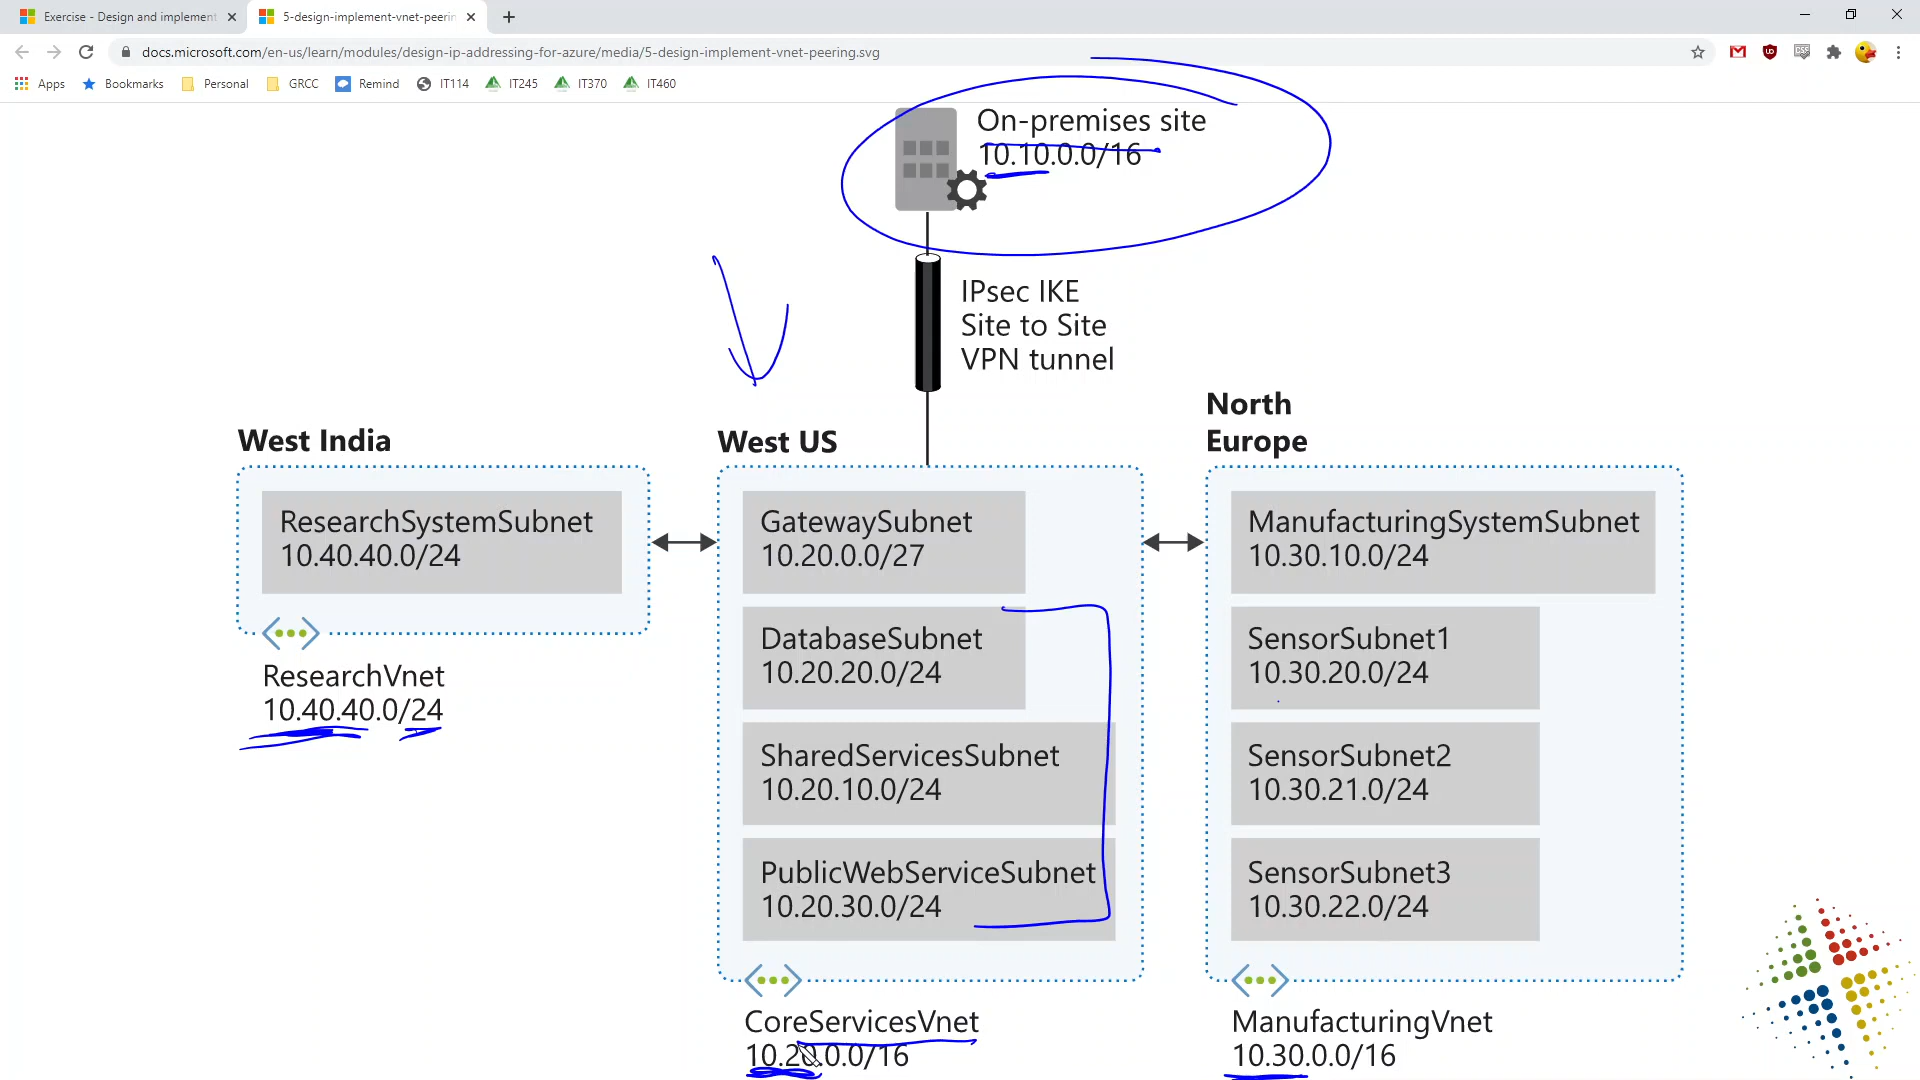 Exercise - Design and implement
5-design-implement-vnet-peerin
docs.microsoft.com/en-us/learn/modules/design-ip-addressing-for-azure/media/5-design-implement-vnet-peering.svg
Apps
Bookmarks
Personal
GRCC
Remind
IT114
IT245
IT370
IT460
On-premises site
10.10.0.0/16
IPsec IKE
Site to Site
VPN tunnel
West India
ResearchSystemSubnet
10.40.40.0/24
ResearchVnet
10.40.40.0/24
West US
GatewaySubnet
10.20.0.0/27
DatabaseSubnet
10.20.20.0/24
SharedServicesSubnet
10.20.10.0/24
PublicWebServiceSubnet
10.20.30.0/24
CoreServicesVnet
10.20.0.0/16
North
Europe
ManufacturingSystemSubnet
10.30.10.0/24
SensorSubnet1
10.30.20.0/24
SensorSubnet2
10.30.21.0/24
SensorSubnet3
10.30.22.0/24
ManufacturingVnet
10.30.0.0/16